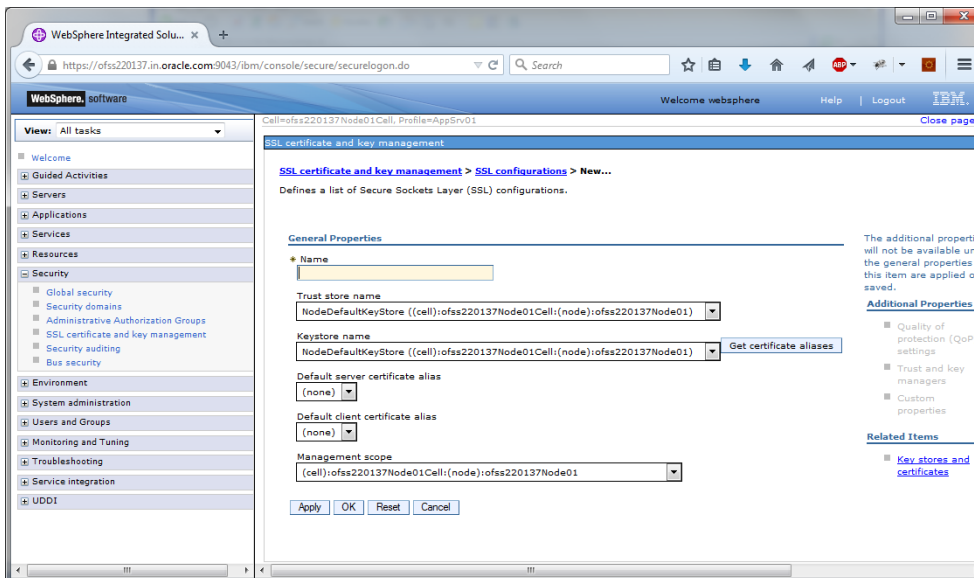 WebSphere Integrated Solu... × +
https://ofss220137.in.oracle.com:9043/ibm/console/secure/securelogon.do
Search
ABP
WebSphere. software
Welcome websphere
Help | Logout
IBM.
View: All tasks
Cell=ofss220137Node01Cell, Profile=AppSrv01
Close page
Welcome
Guided Activities
Servers
Applications
Services
Resources
Security
Global security
Security domains
Administrative Authorization Groups
SSL certificate and key management
Security auditing
Bus security
Environment
System administration
Users and Groups
Monitoring and Tuning
Troubleshooting
Service integration
UDDI
SSL certificate and key management
SSL certificate and key management > SSL configurations > New...
Defines a list of Secure Sockets Layer (SSL) configurations.
General Properties
* Name
Trust store name
NodeDefaultKeyStore ((cell):ofss220137Node01Cell:(node):ofss220137Node01)
Keystore name
NodeDefaultKeyStore ((cell):ofss220137Node01Cell:(node):ofss220137Node01)
Get certificate aliases
Default server certificate alias
(none)
Default client certificate alias
(none)
Management scope
(cell):ofss220137Node01Cell:(node):ofss220137Node01
Apply OK Reset Cancel
The additional properti
will not be available un
the general properties
this item are applied o
saved.
Additional Properties
Quality of
protection (QoP
settings
Trust and key
managers
Custom
properties
Related Items
Key stores and
certificates